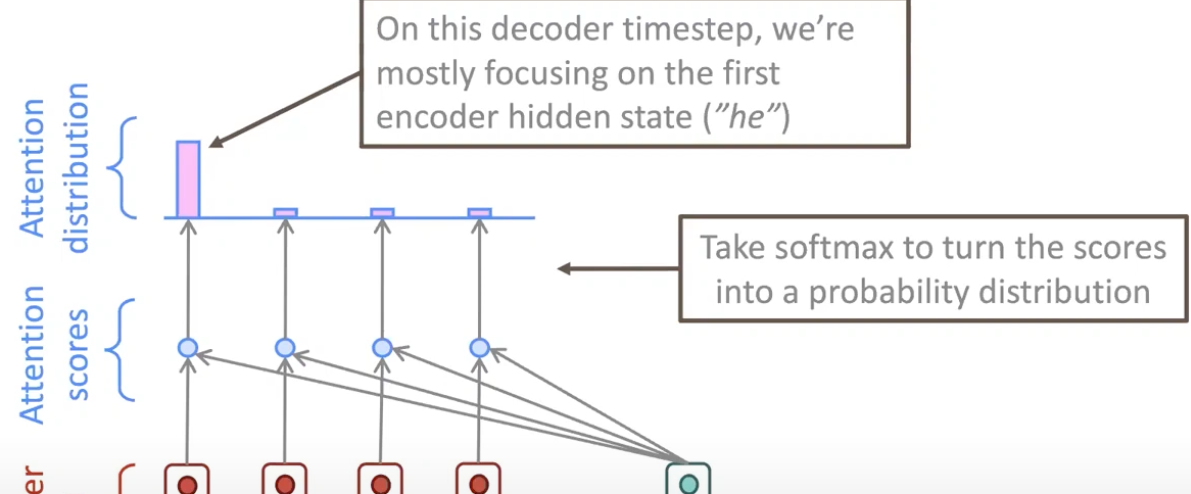 On this decoder timestep, we’re
mostly focusing on the first
encoder hidden state (”he”)
Attention
distribution
Take softmax to turn the scores
into a probability distribution
Attention
scores